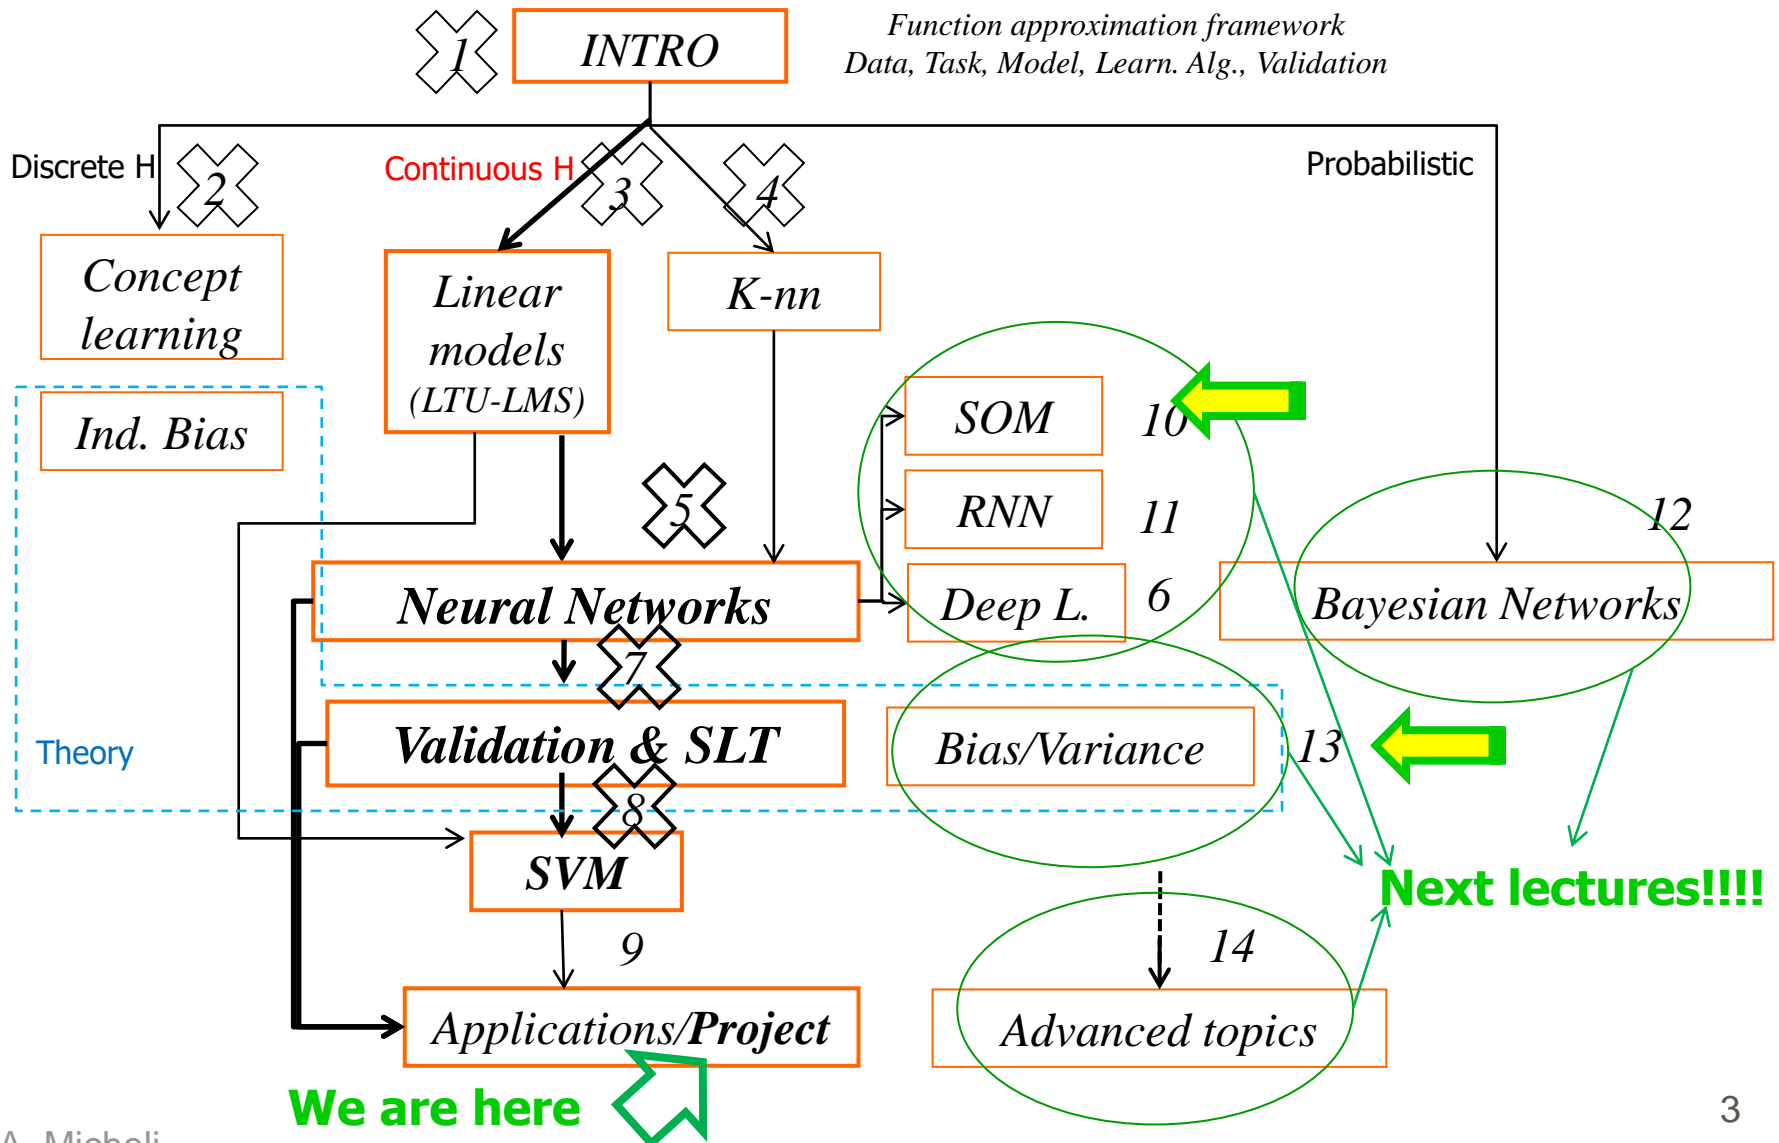 1
INTRO
Function approximation framework
Data, Task, Model, Learn. Alg., Validation
Discrete H
2
Continuous H
3
4
Probabilistic
Concept
learning
Linear
models
(LTU-LMS)
K-nn
Ind. Bias
SOM
10
5
RNN
11
12
Neural Networks
Deep L.
6
Bayesian Networks
7
Theory
Validation & SLT
Bias/Variance
13
8
SVM
Next lectures!!!!
9
14
Applications/Project
Advanced topics
We are here
3
A. Micheli